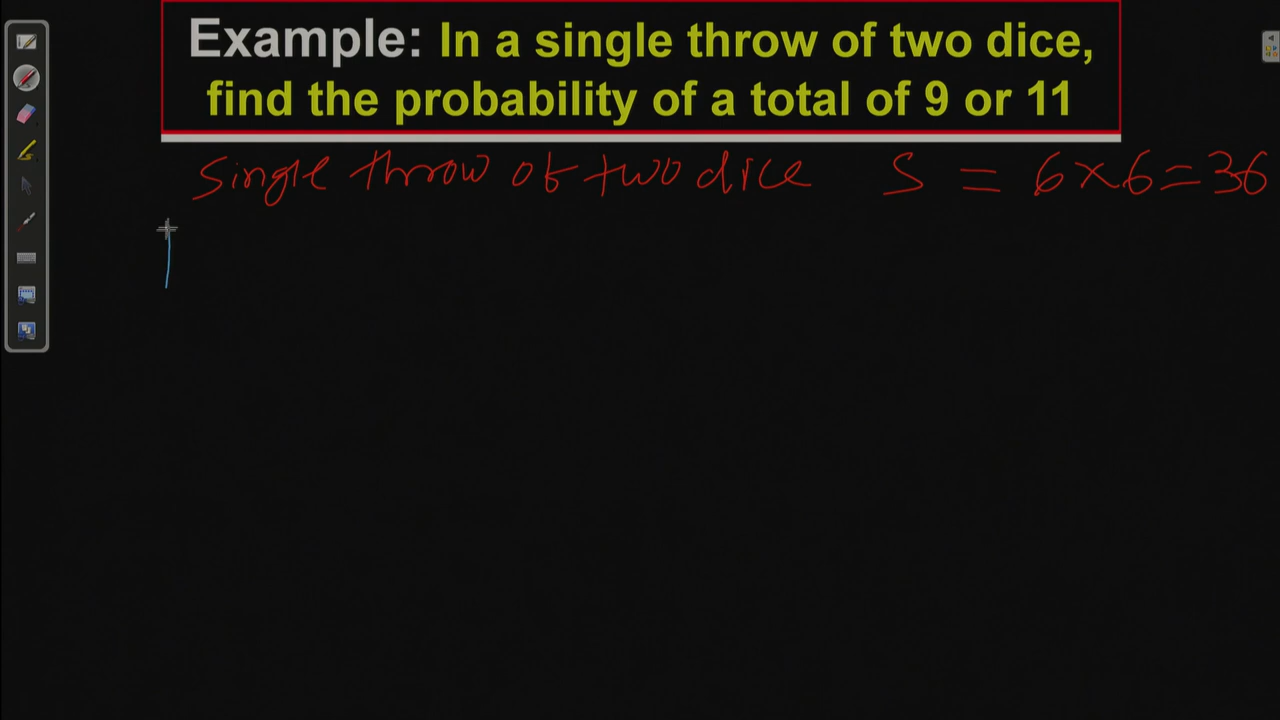 Example: In a single throw of two dice,
find the probability of a total of 9 or 11
Single throw of two dice S = 6×6=36